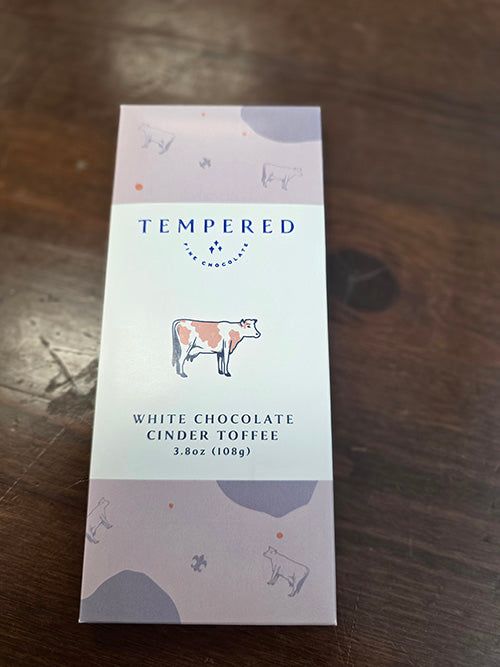 TEMPERED
FINE CHOCOLATE
WHITE CHOCOLATE
CINDER TOFFEE
3.8oz (108g)